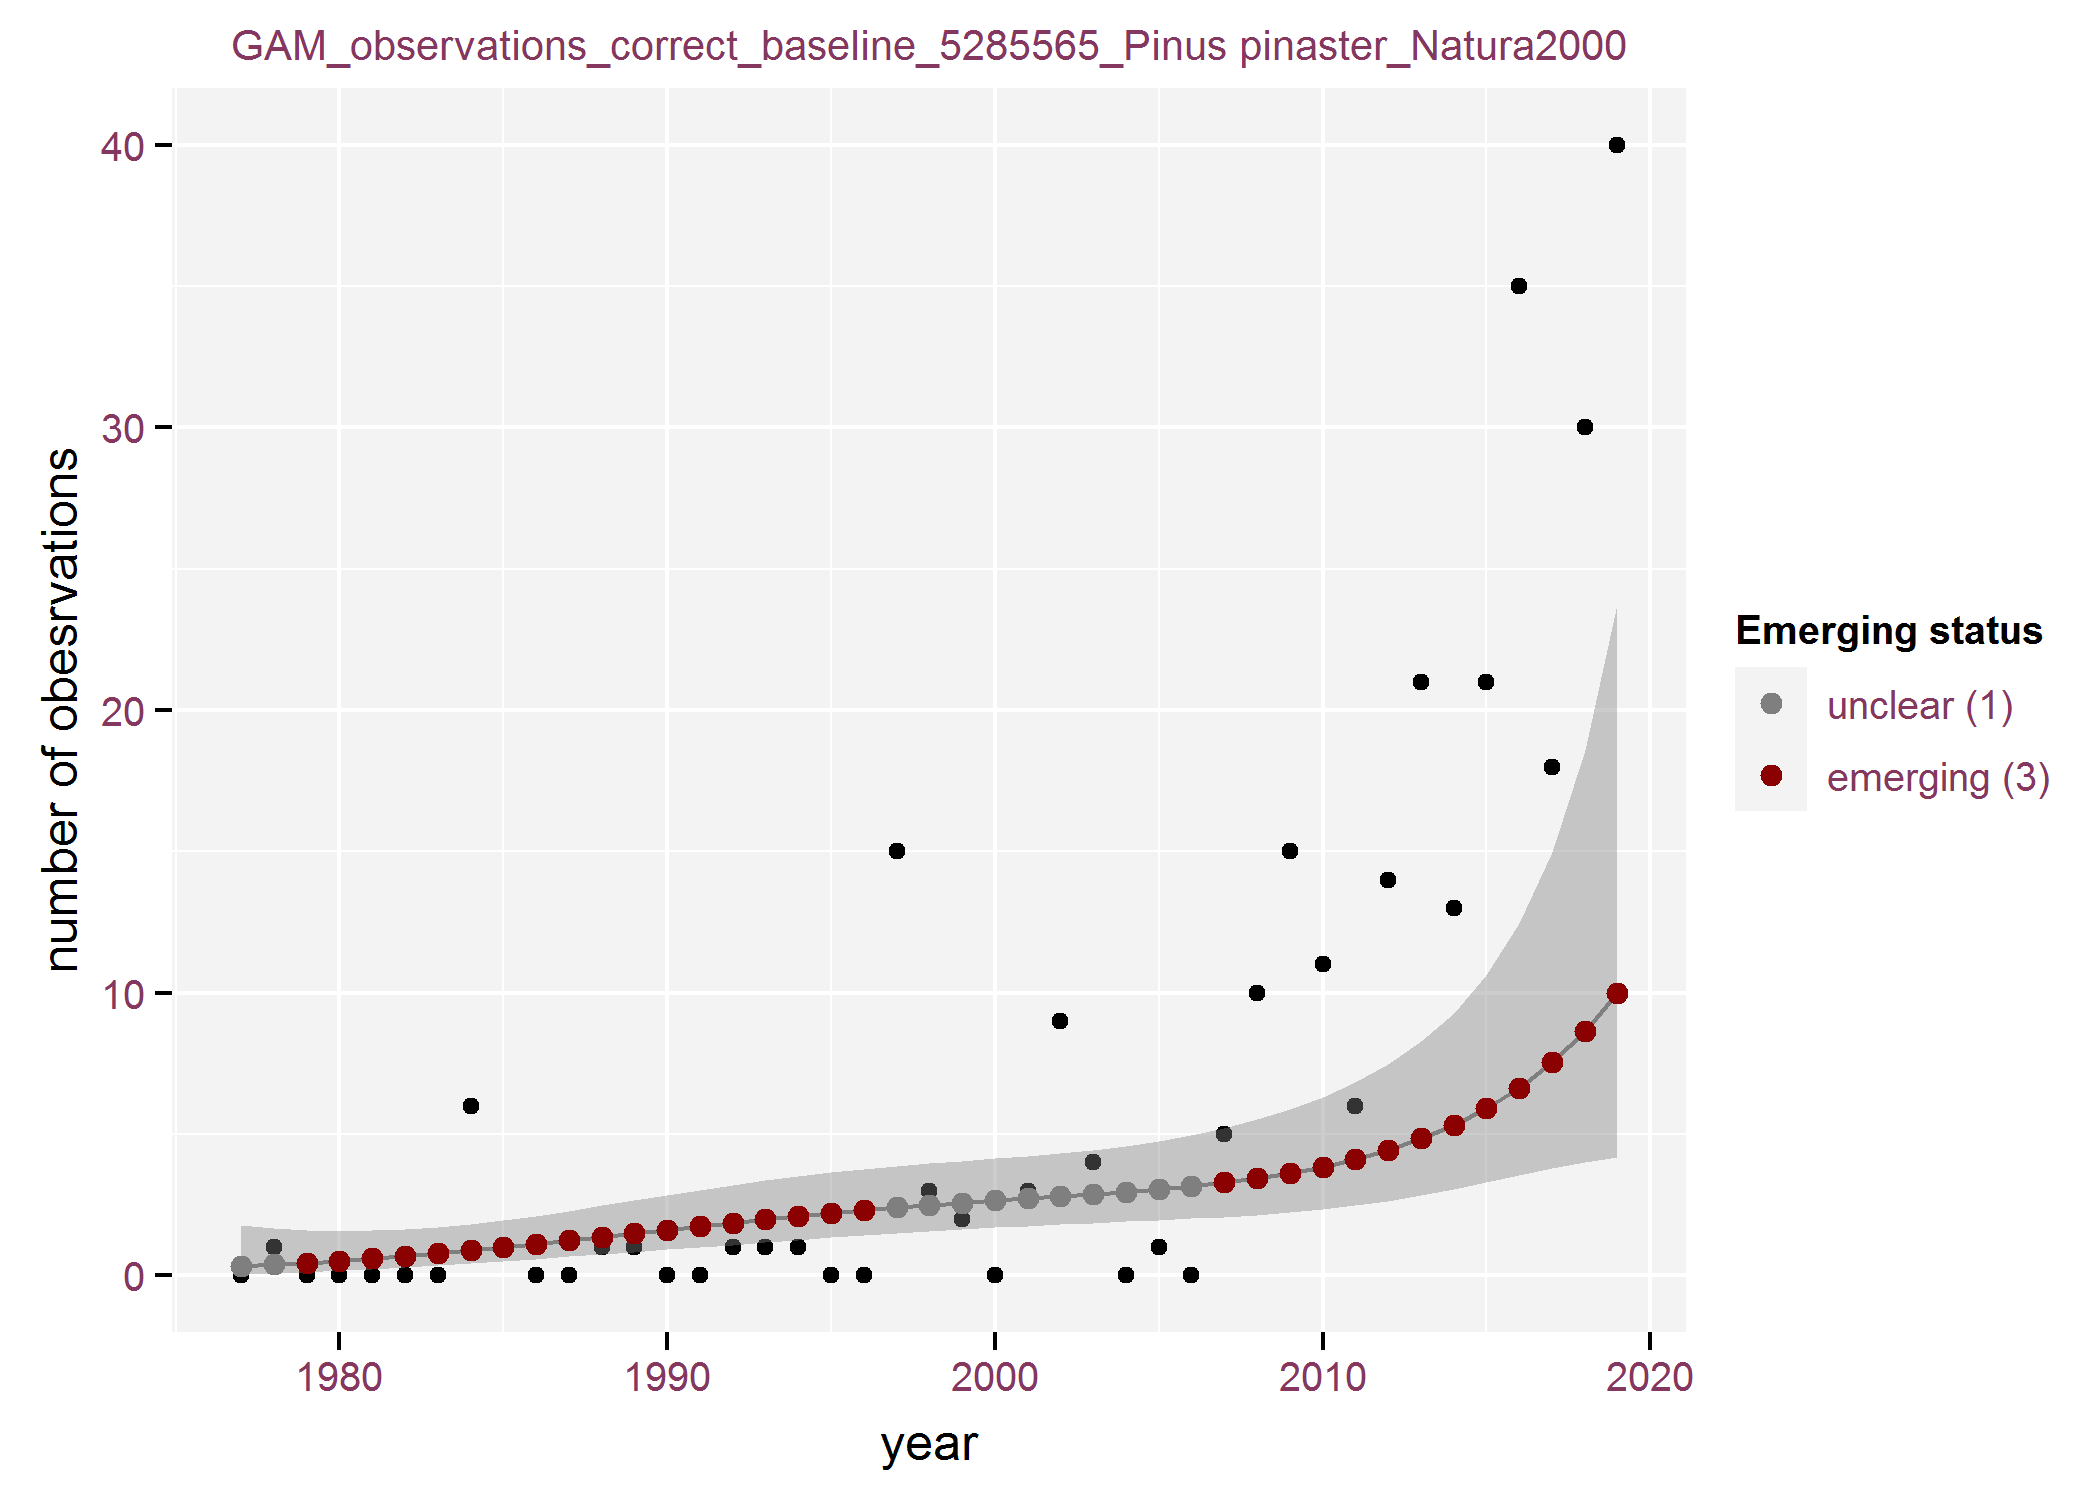 GAM_observations_correct_baseline_5285565_Pinus pinaster_Natura2000
number of obesrvations
40
30
20
10
0
1980
1990
2000
2010
2020
year
Emerging status
unclear (1)
emerging (3)